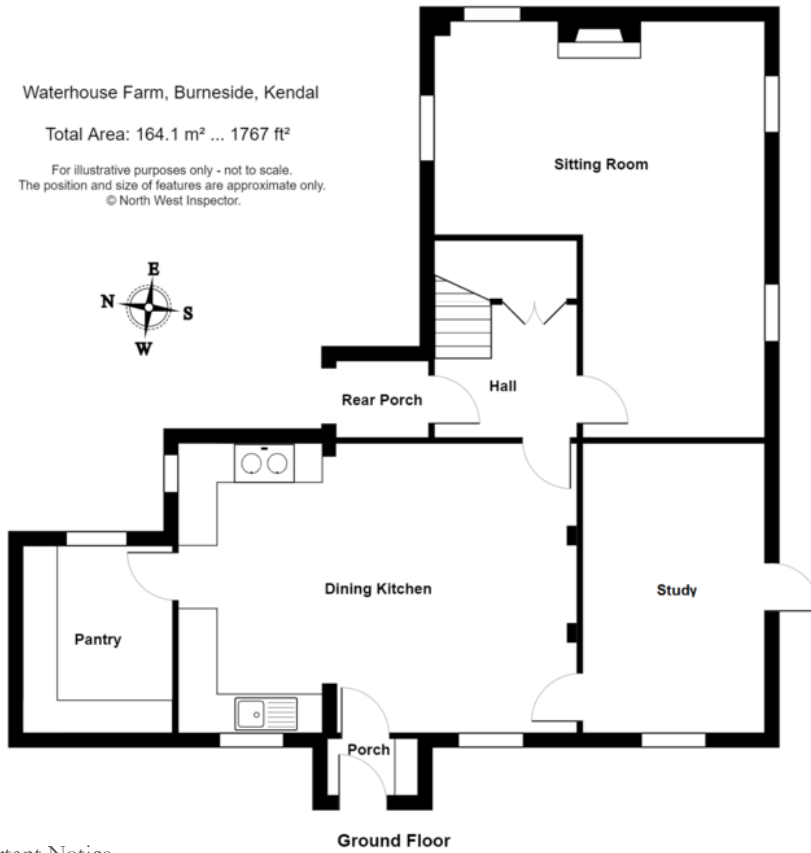 Waterhouse Farm, Burneside, Kendal
Total Area: 164.1 m² ... 1767 ft²
For illustrative purposes only - not to scale.
The position and size of features are approximate only.
© North West Inspector.
E
N
S
W
Sitting Room
Hall
Rear Porch
Dining Kitchen
Study
Pantry
Porch
Ground Floor